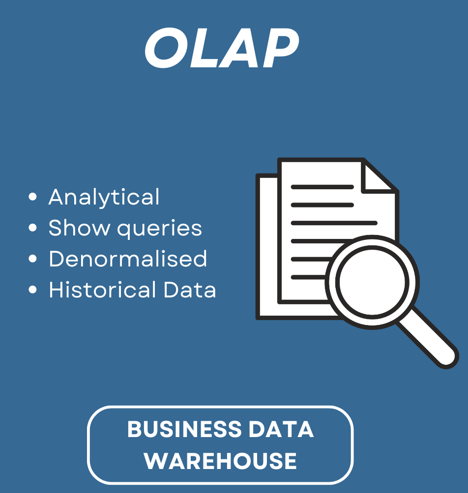 OLAP
• Analytical
• Show queries
• Denormalised
• Historical Data
BUSINESS DATA
WAREHOUSE